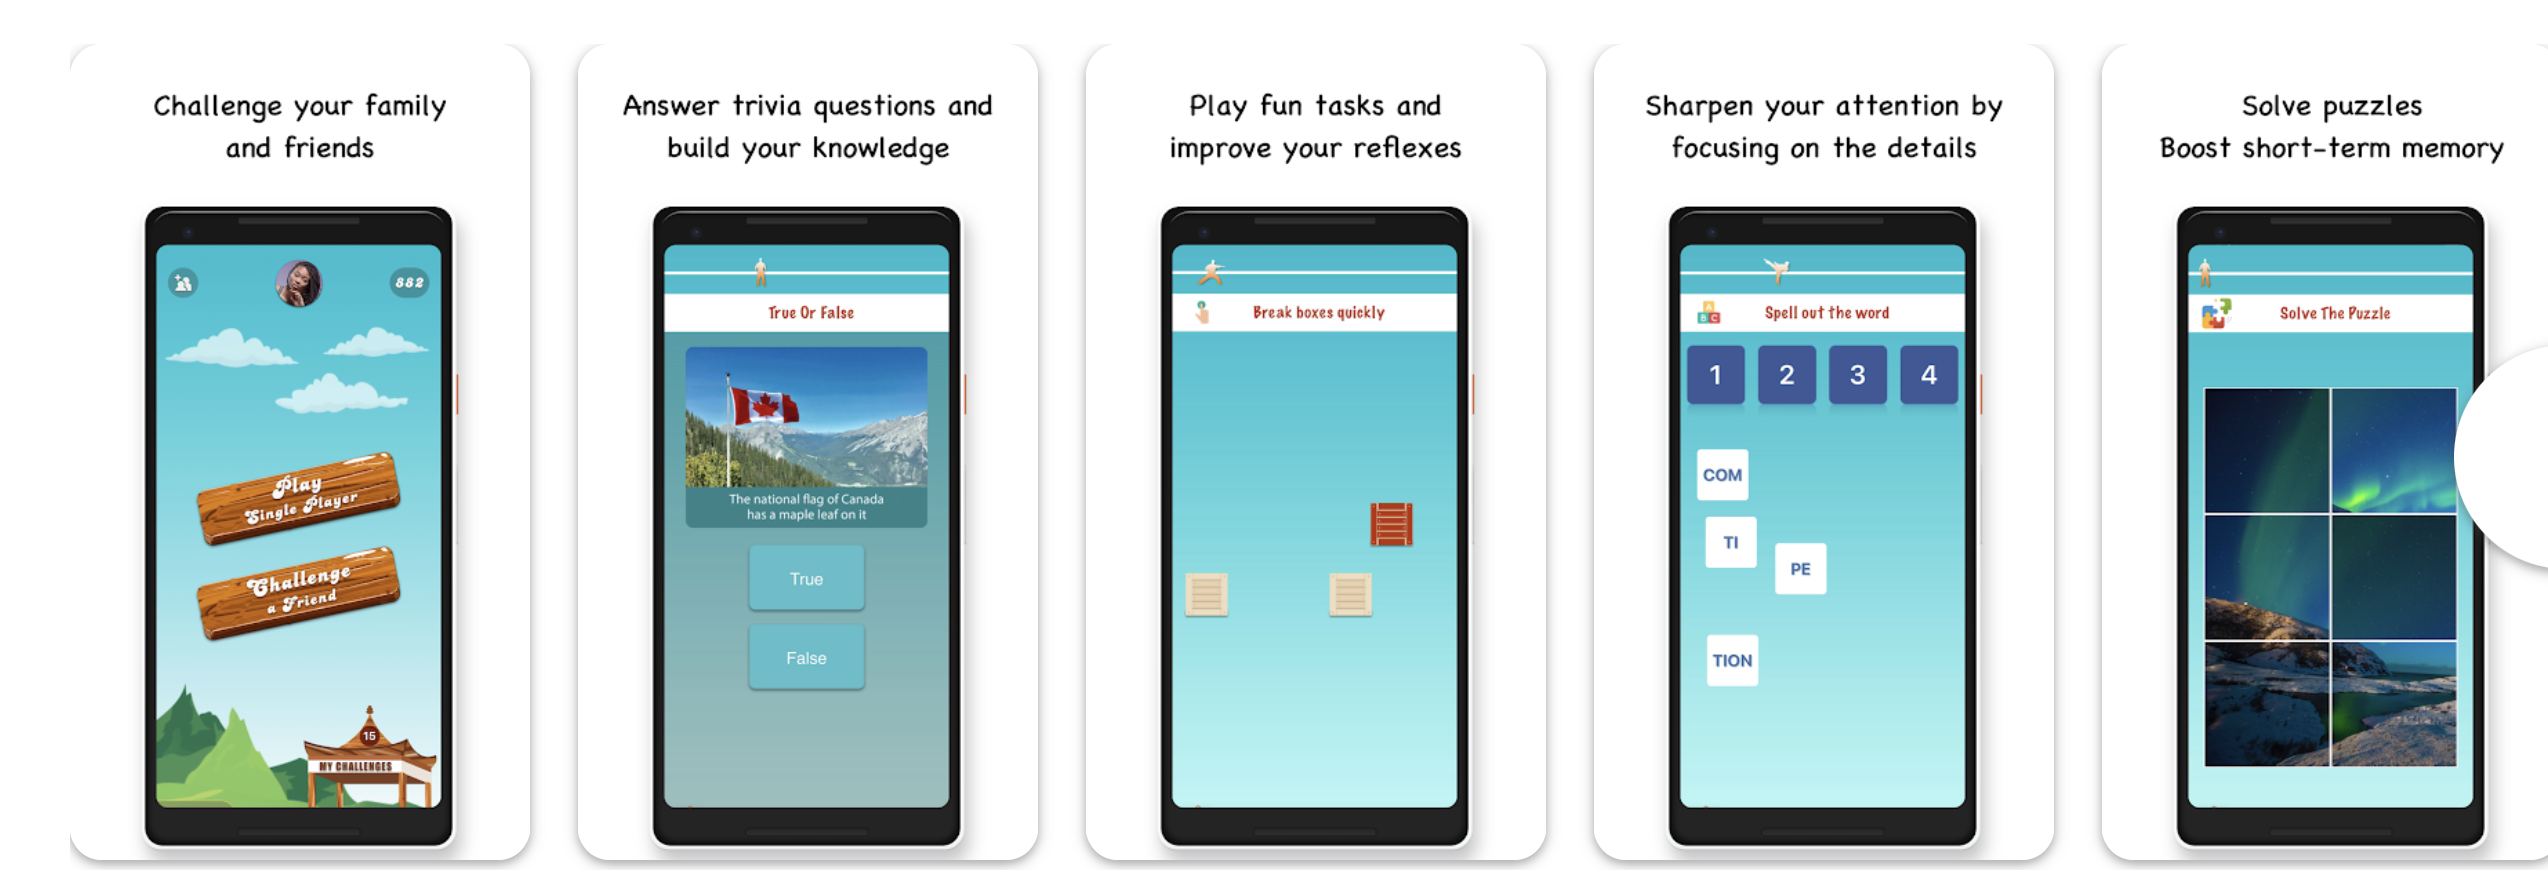 Challenge your family
and friends
882
Play
Single Player
Challenge
a Friend
15
MY CHALLENGES
Answer trivia questions and
build your knowledge
True Or False
The national flag of Canada
has a maple leaf on it
True
False
Play fun tasks and
improve your reflexes
Break boxes quickly
Sharpen your attention by
focusing on the details
A
B C
Spell out the word
1 2 3 4
COM
TI
PE
TION
Solve puzzles
Boost short-term memory
Solve The Puzzle